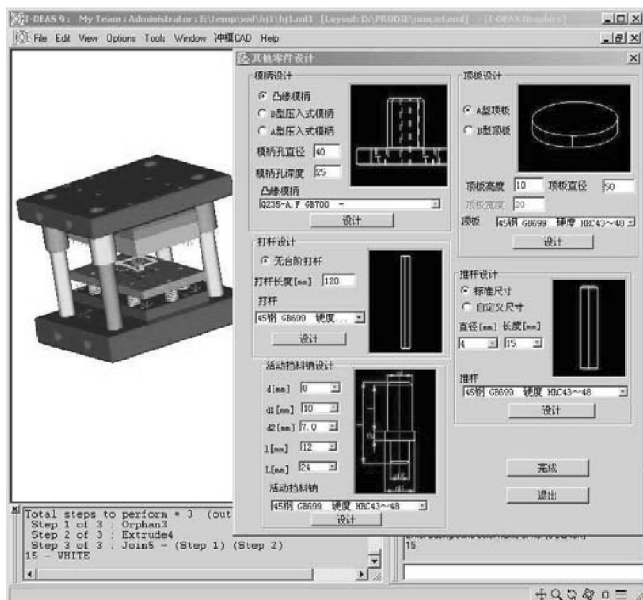 I-DEAS 9 : My Team : Administrator :
File Edit View Options Tools Window 冲模CAD Help
其他零件设计
模柄设计
凸缘模柄
B型压入式模柄
A型压入式模柄
模柄孔直径 40
模柄孔深度 25
凸缘模柄
Q235-A.F GB700 -
设计
打杆设计
无台阶打杆
打杆长度[mm] 120
打杆
45钢 GB699 硬度...
设计
活动挡料销设计
d[mm]
d1[mm] 10
d2[mm] 7.0
l[mm] 12
L[mm] 24
活动挡料销
45钢 GB699 硬度 HRC43~48
设计
顶板设计
A型顶板
B型顶板
顶板高度 10 顶板直径 50
顶板宽度 20
顶板 45钢 GB699 硬度 HRC43~48
设计
推杆设计
标准尺寸
自定义尺寸
直径[mm] 长度[mm]
4 15
推杆
45钢 GB699 硬度 HRC43~48
设计
完成
退出
Total steps to perform = 3 (out
Step 1 of 3 : Orphan3
Step 2 of 3 : Extrude4
Step 3 of 3 : Join5 - (Step 1) (Step 2)
15 - WHITE
15